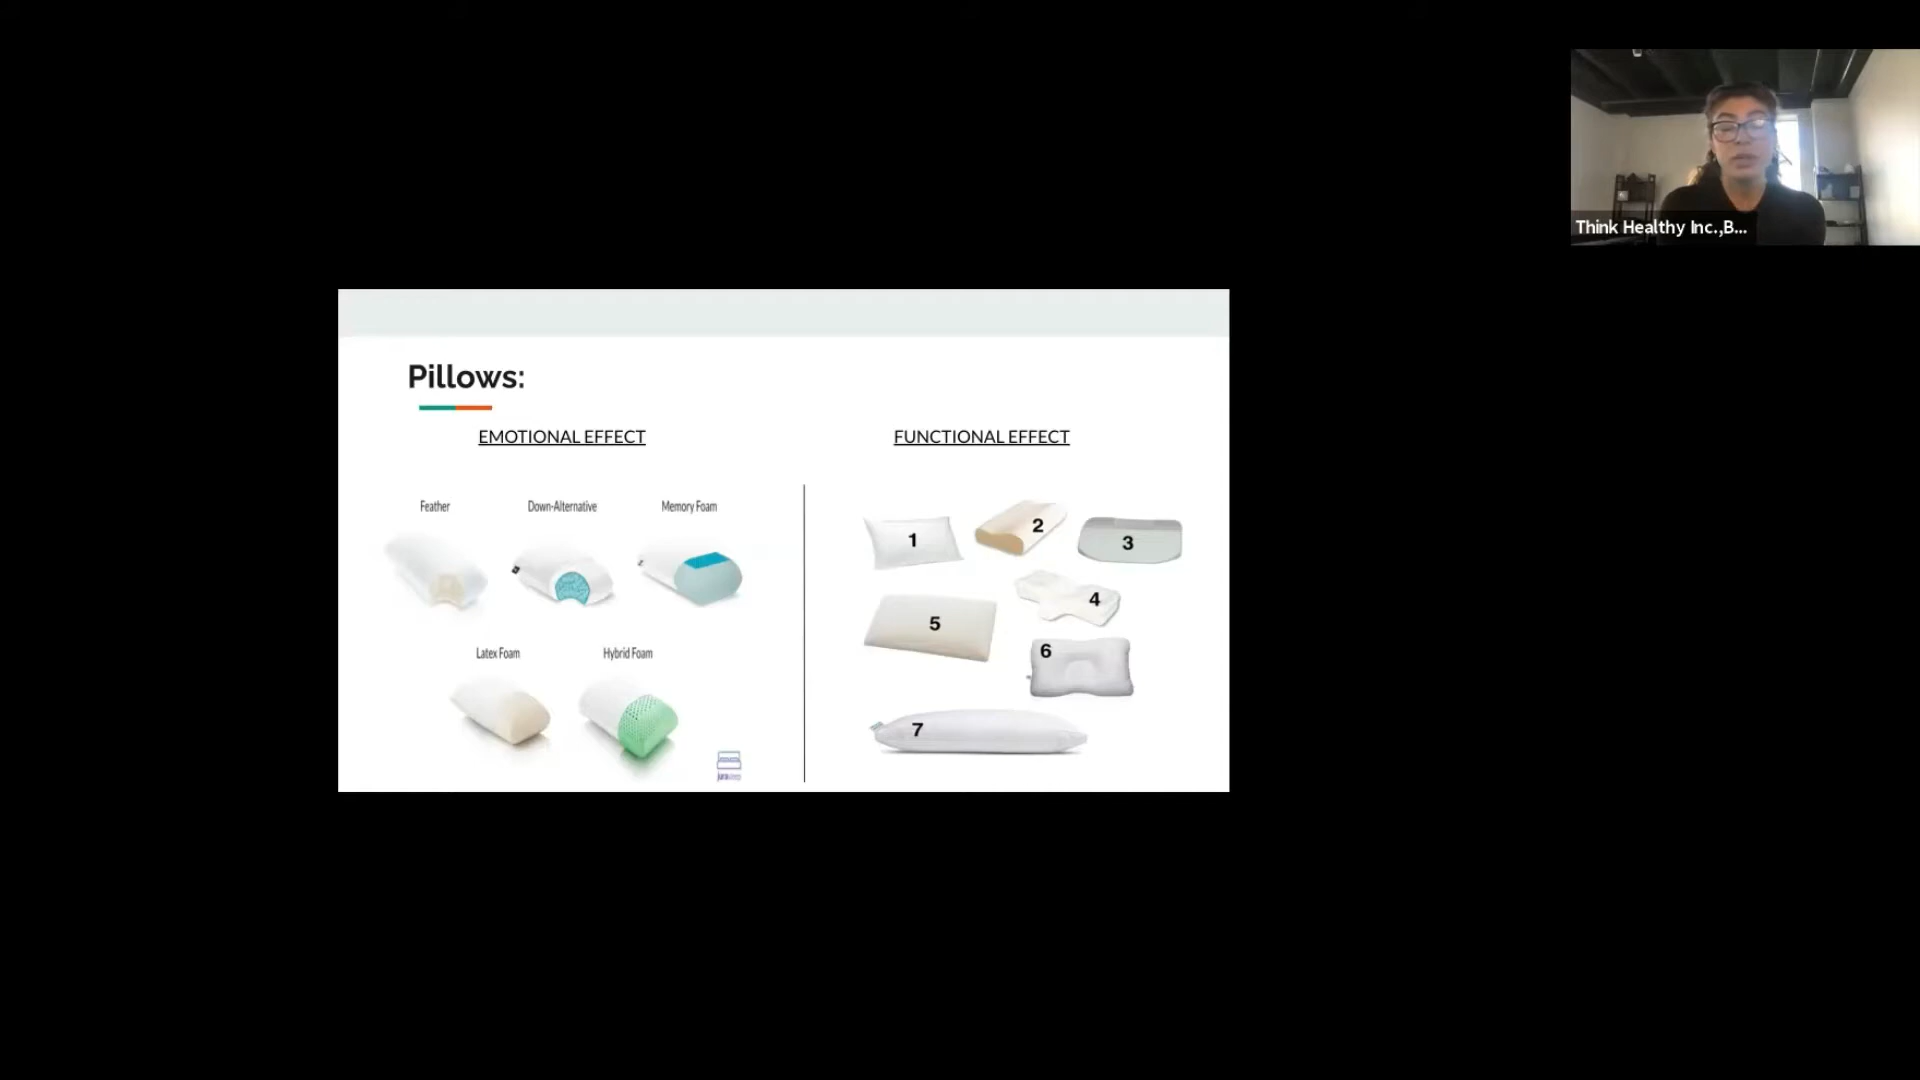 Think Healthy Inc.,B...
Pillows:
EMOTIONAL EFFECT
Feather
Down-Alternative
Memory Foam
Latex Foam
Hybrid Foam
FUNCTIONAL EFFECT
1
2
3
4
5
6
7